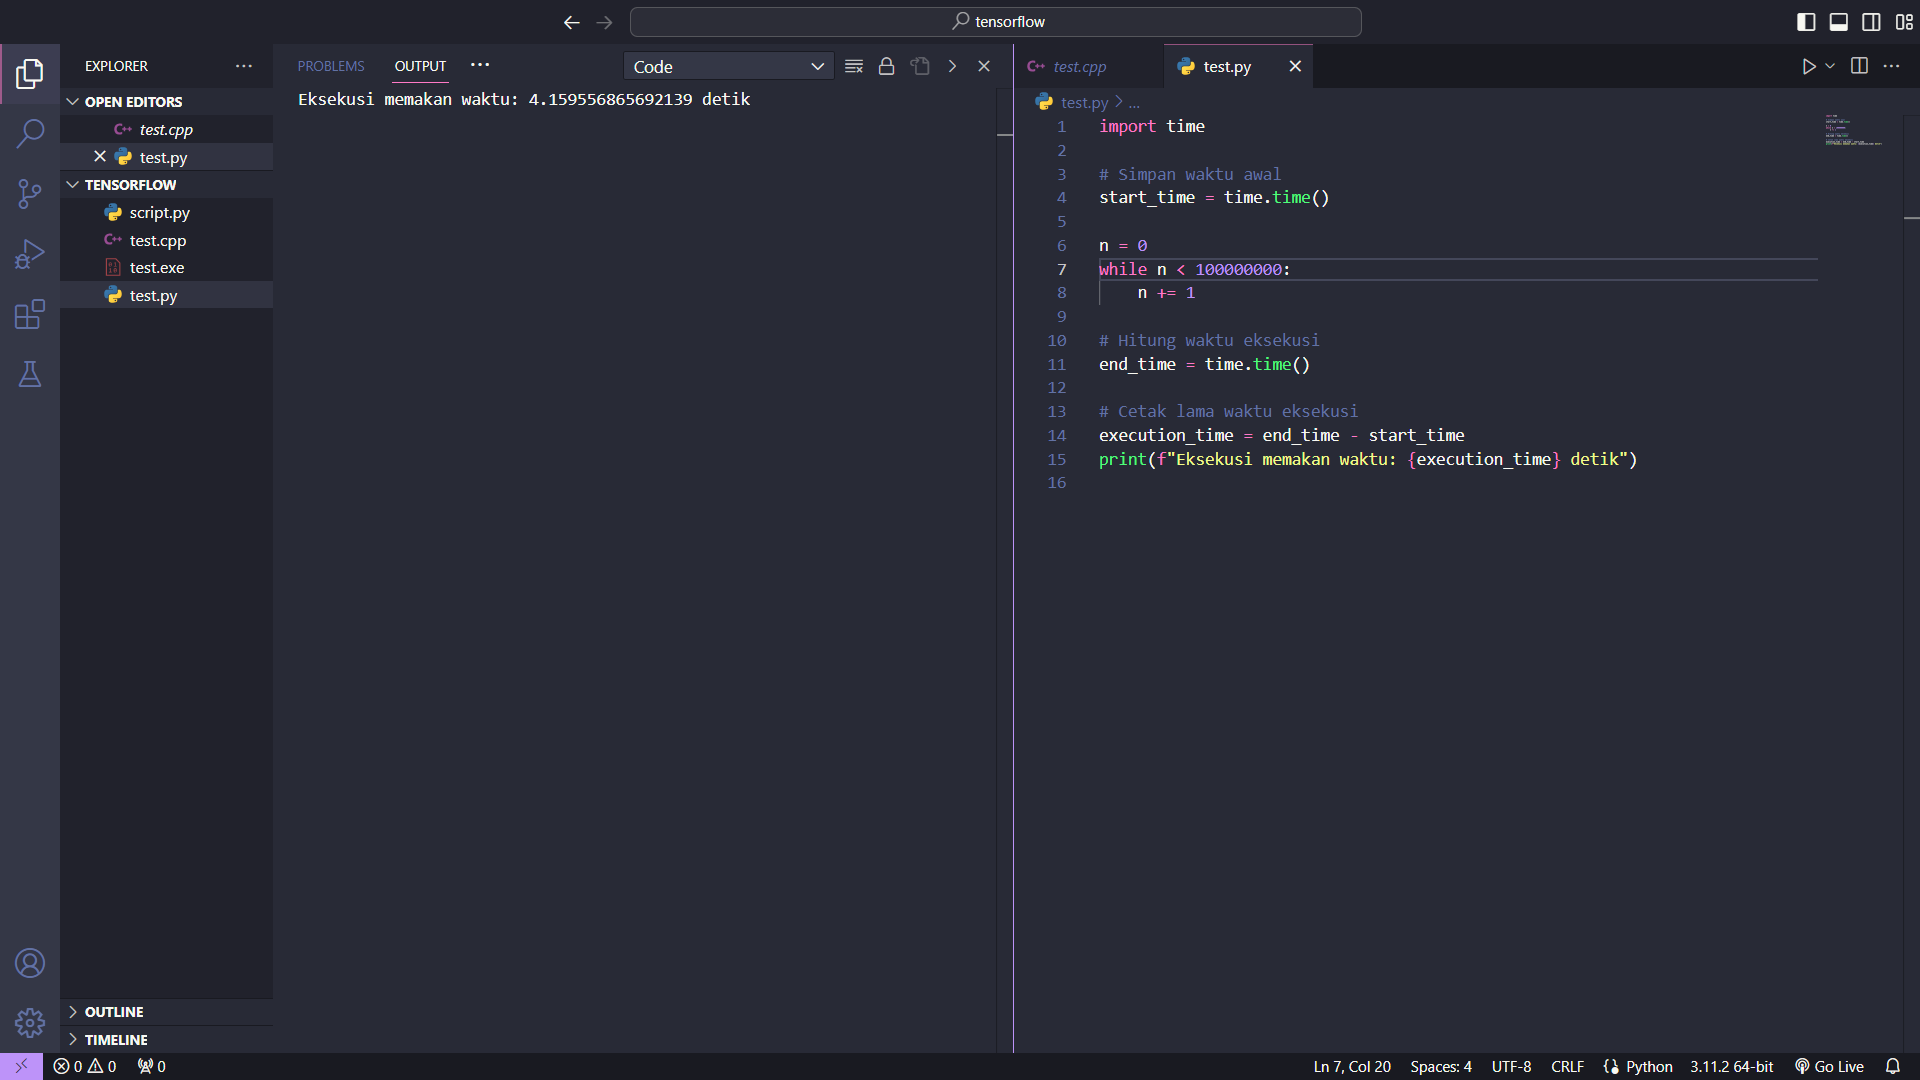 tensorflow
EXPLORER
OPEN EDITORS
test.cpp
test.py
TENSORFLOW
script.py
test.cpp
test.exe
test.py
OUTLINE
TIMELINE
PROBLEMS OUTPUT
Code
Eksekusi memakan waktu: 4.159556865692139 detik
test.cpp test.py
test.py > ...
1 import time
2
3 # Simpan waktu awal
4 start_time = time.time()
5
6 n = 0
7 while n < 100000000:
8     n += 1
9
10 # Hitung waktu eksekusi
11 end_time = time.time()
12
13 # Cetak lama waktu eksekusi
14 execution_time = end_time - start_time
15 print(f"Eksekusi memakan waktu: {execution_time} detik")
16
0 0 0 Ln 7, Col 20 Spaces: 4 UTF-8 CRLF Python 3.11.2 64-bit Go Live